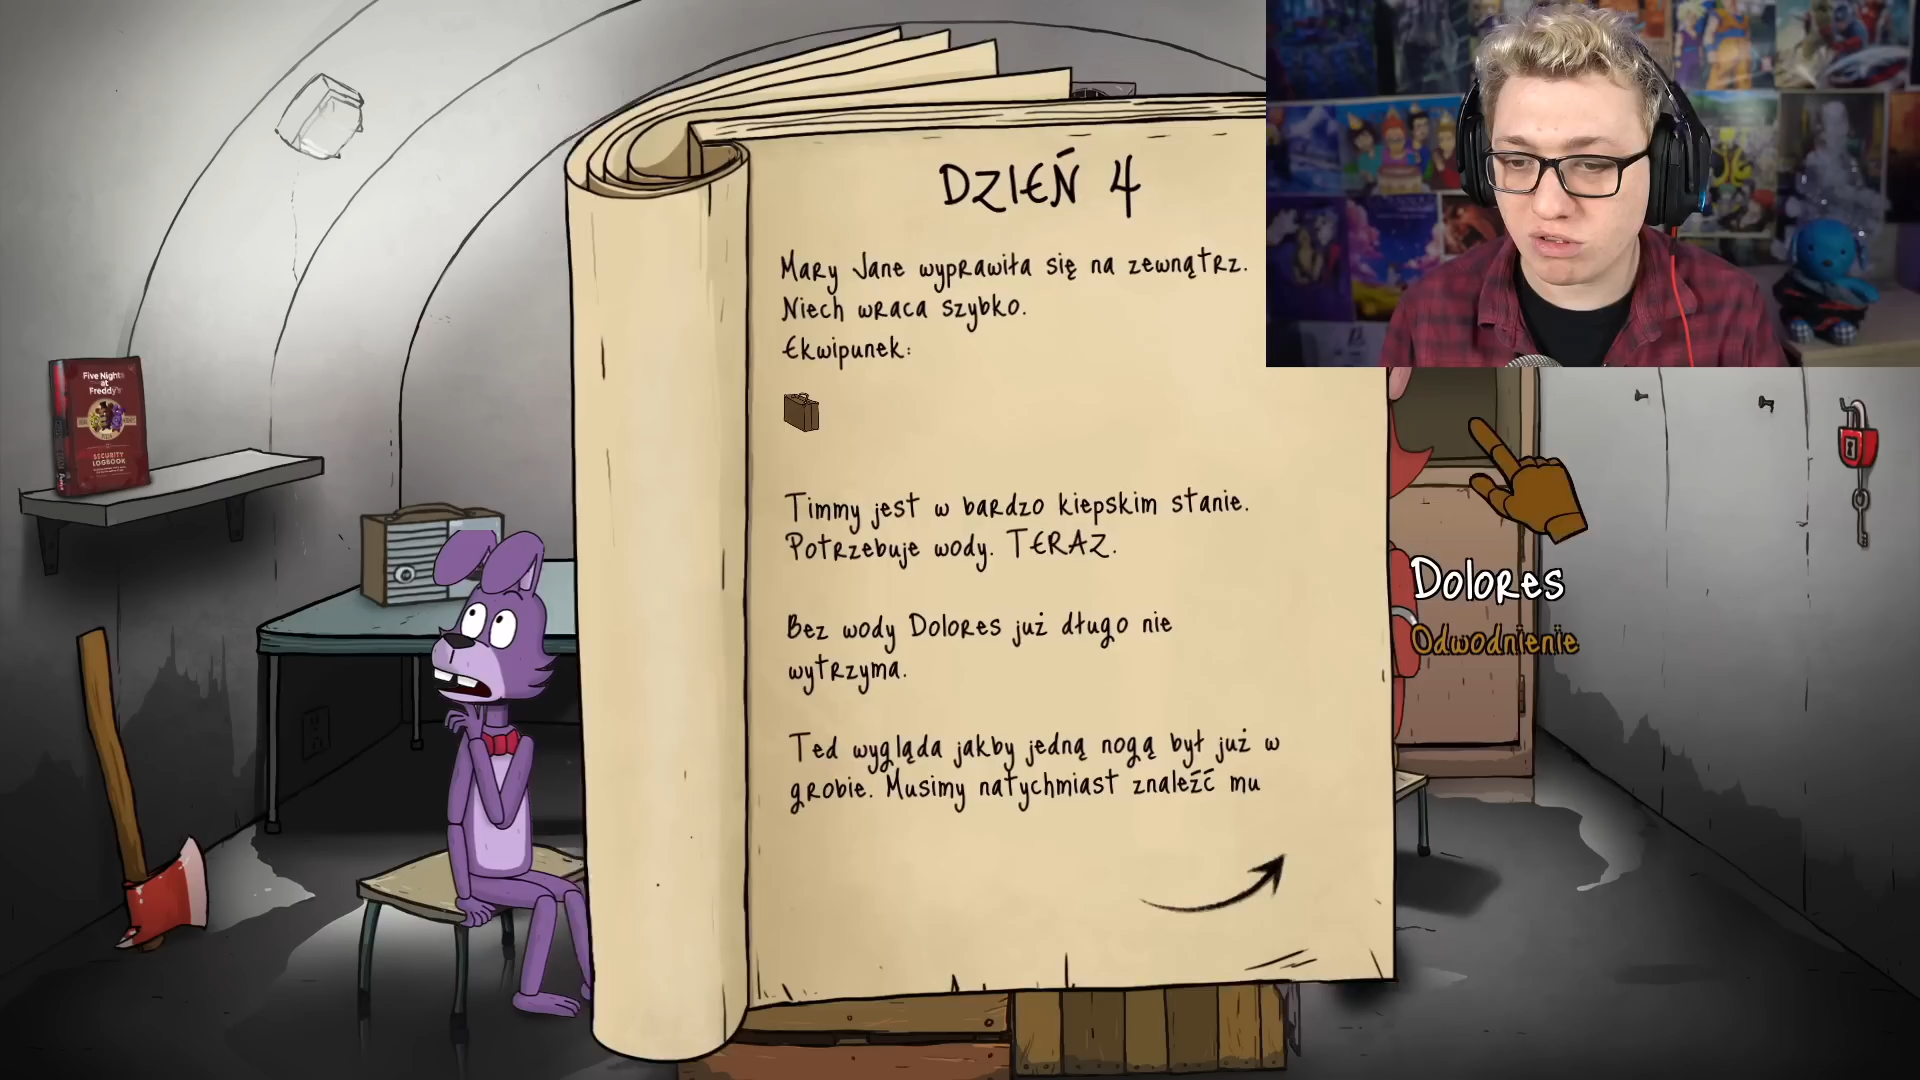 DZIEŃ 4
Mary Jane wyprawiła się na zewnątrz.
Niech wraca szybko.
Ekwipunek:
Timmy jest w bardzo kiepskim stanie.
Potrzebuje wody. TERAZ.
Bez wody Dolores już długo nie
wytrzyma.
Ted wygląda jakby jedną nogą był już w
grobie. Musimy natychmiast znaleźć mu
Five Nights
at
Freddy's
SECURITY
LOGBOOK
Dolores
Odwodnienie